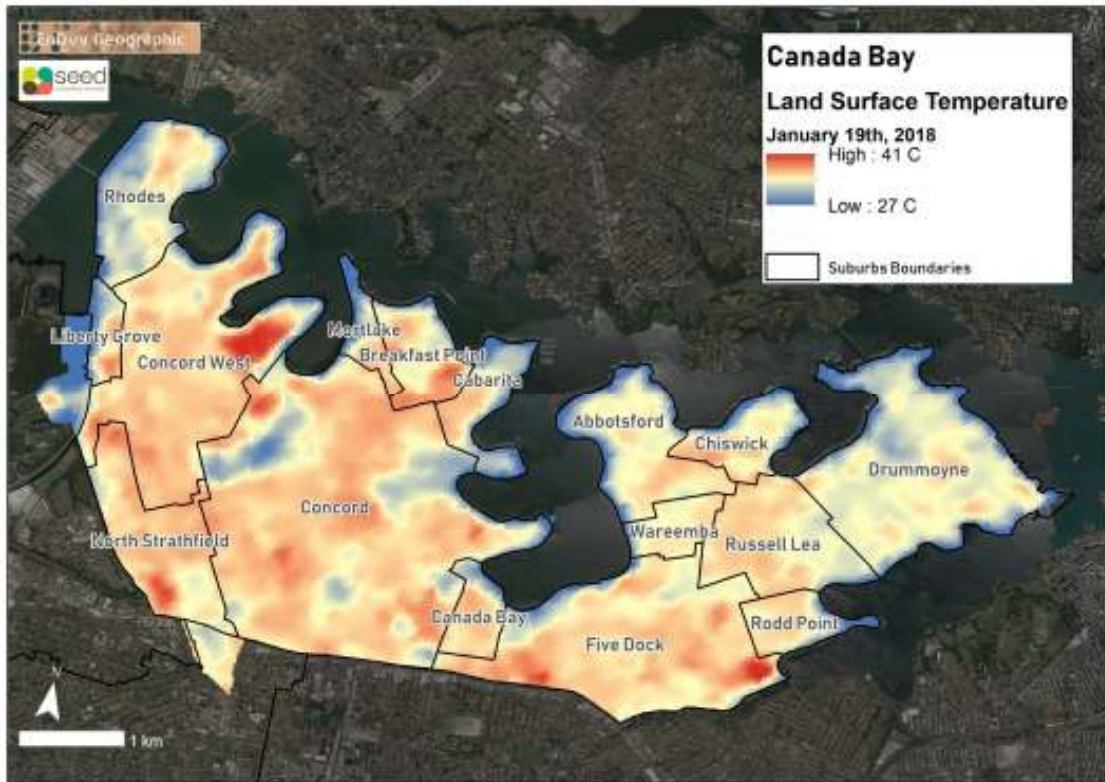 Geographic
seed
Canada Bay
Land Surface Temperature
January 19th, 2018
High : 41 C
Low : 27 C
Suburbs Boundaries
Rhodes
Liberty Grove
Concord West
Mortlake
Breakfast Point
Cabarita
Abbotsford
Chiswick
Drummoyne
Concord
Wareemba
North Strathfield
Russell Lea
Canada Bay
Rodd Point
Five Dock
N
1 km